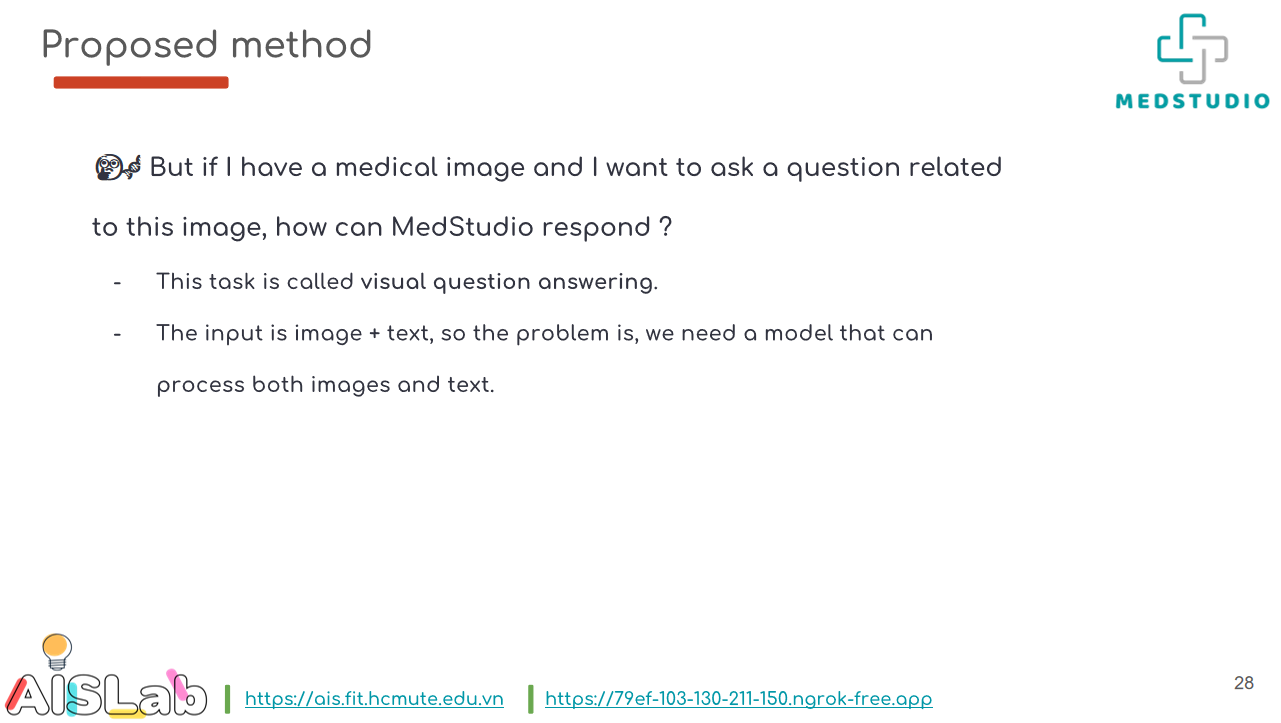 Proposed method
MEDSTUDIO
But if I have a medical image and I want to ask a question related
to this image, how can MedStudio respond ?
- This task is called visual question answering.
- The input is image + text, so the problem is, we need a model that can
process both images and text.
AISLab
https://ais.fit.hcmute.edu.vn
https://79ef-103-130-211-150.ngrok-free.app
28